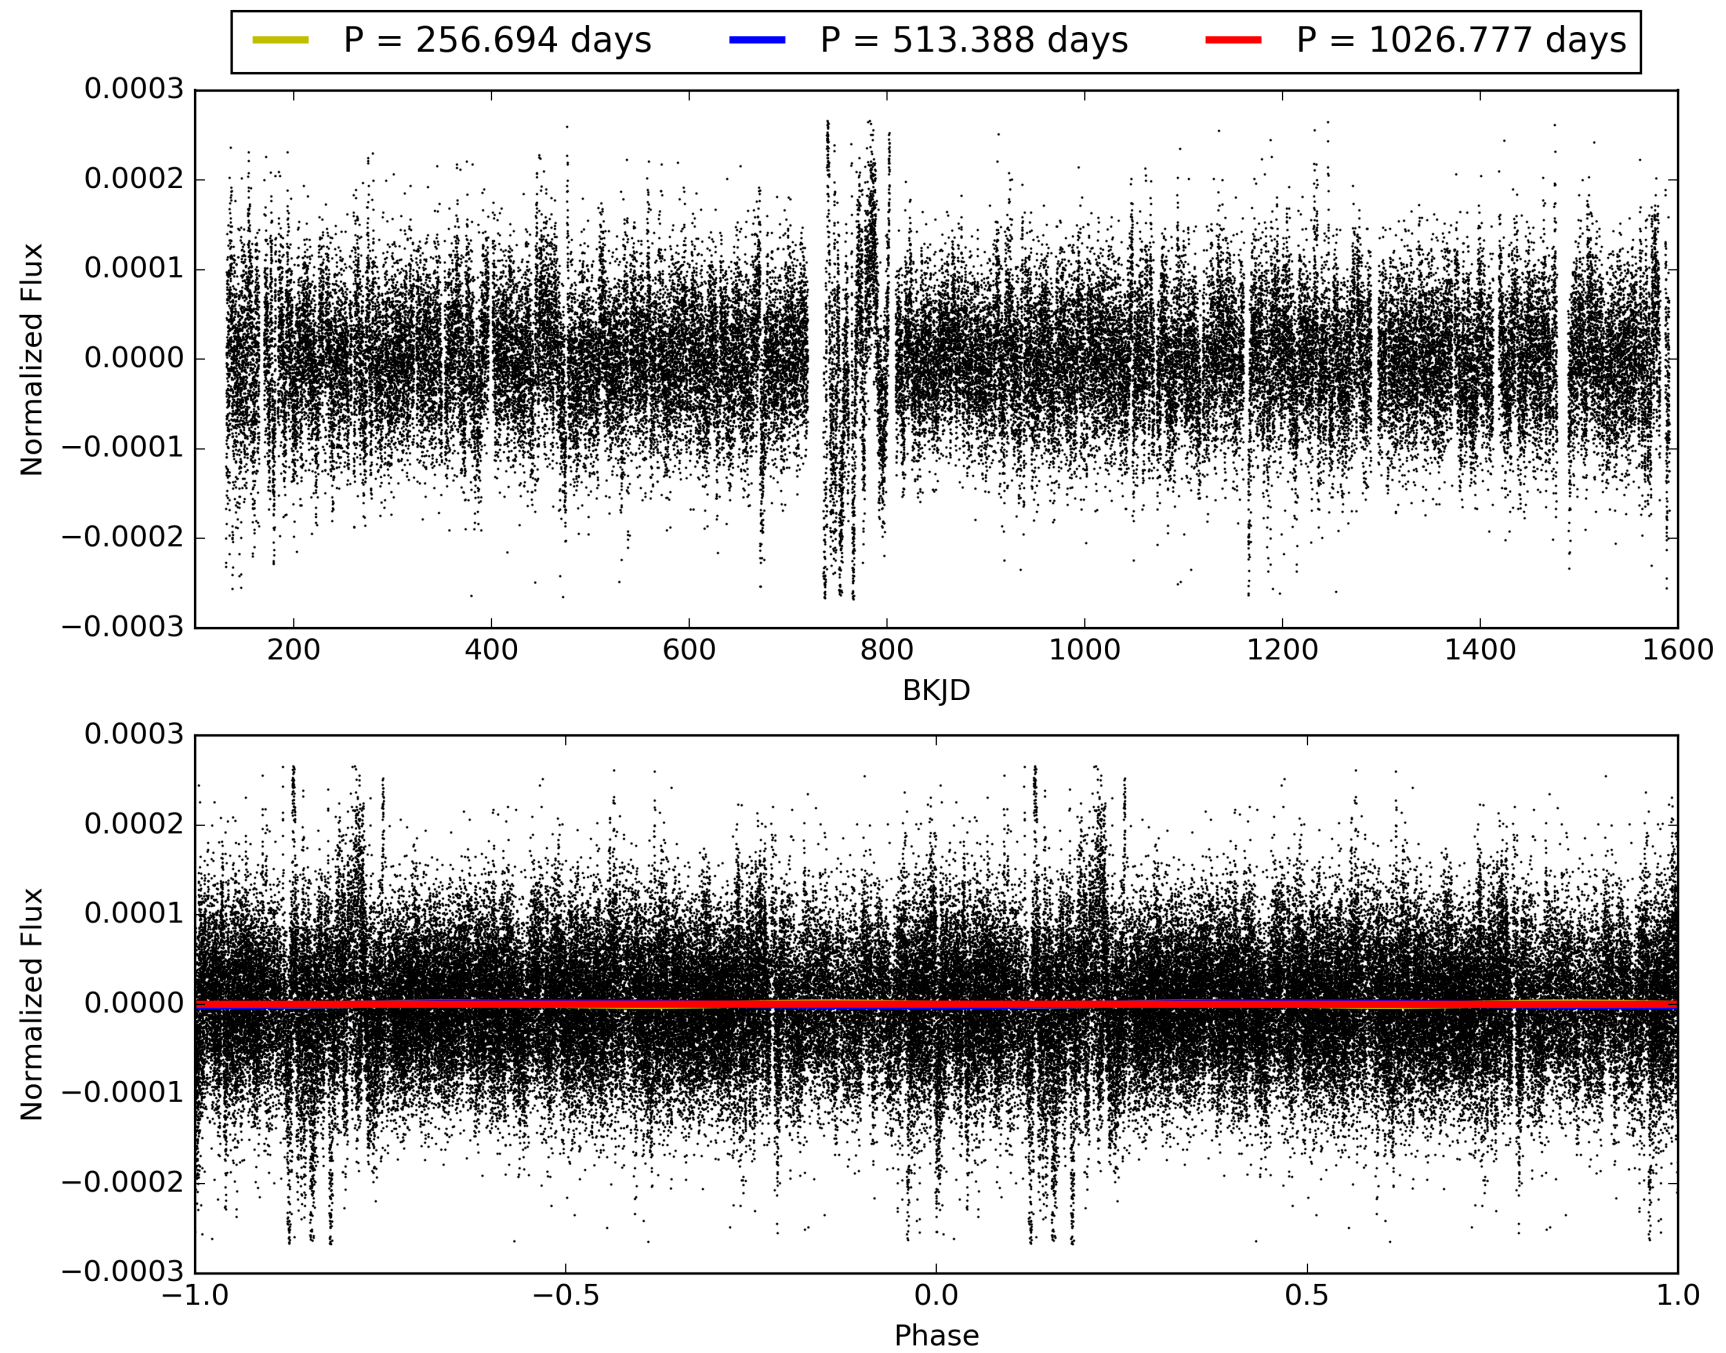 P = 256.694 days P = 513.388 days P = 1026.777 days
0.0003
0.0002
0.0001
0.0000
−0.0001
−0.0002
−0.0003
Normalized Flux
200 400 600 800 1000 1200 1400 1600
BKJD
0.0003
0.0002
0.0001
0.0000
−0.0001
−0.0002
−0.0003
Normalized Flux
−1.0 −0.5 0.0 0.5 1.0
Phase